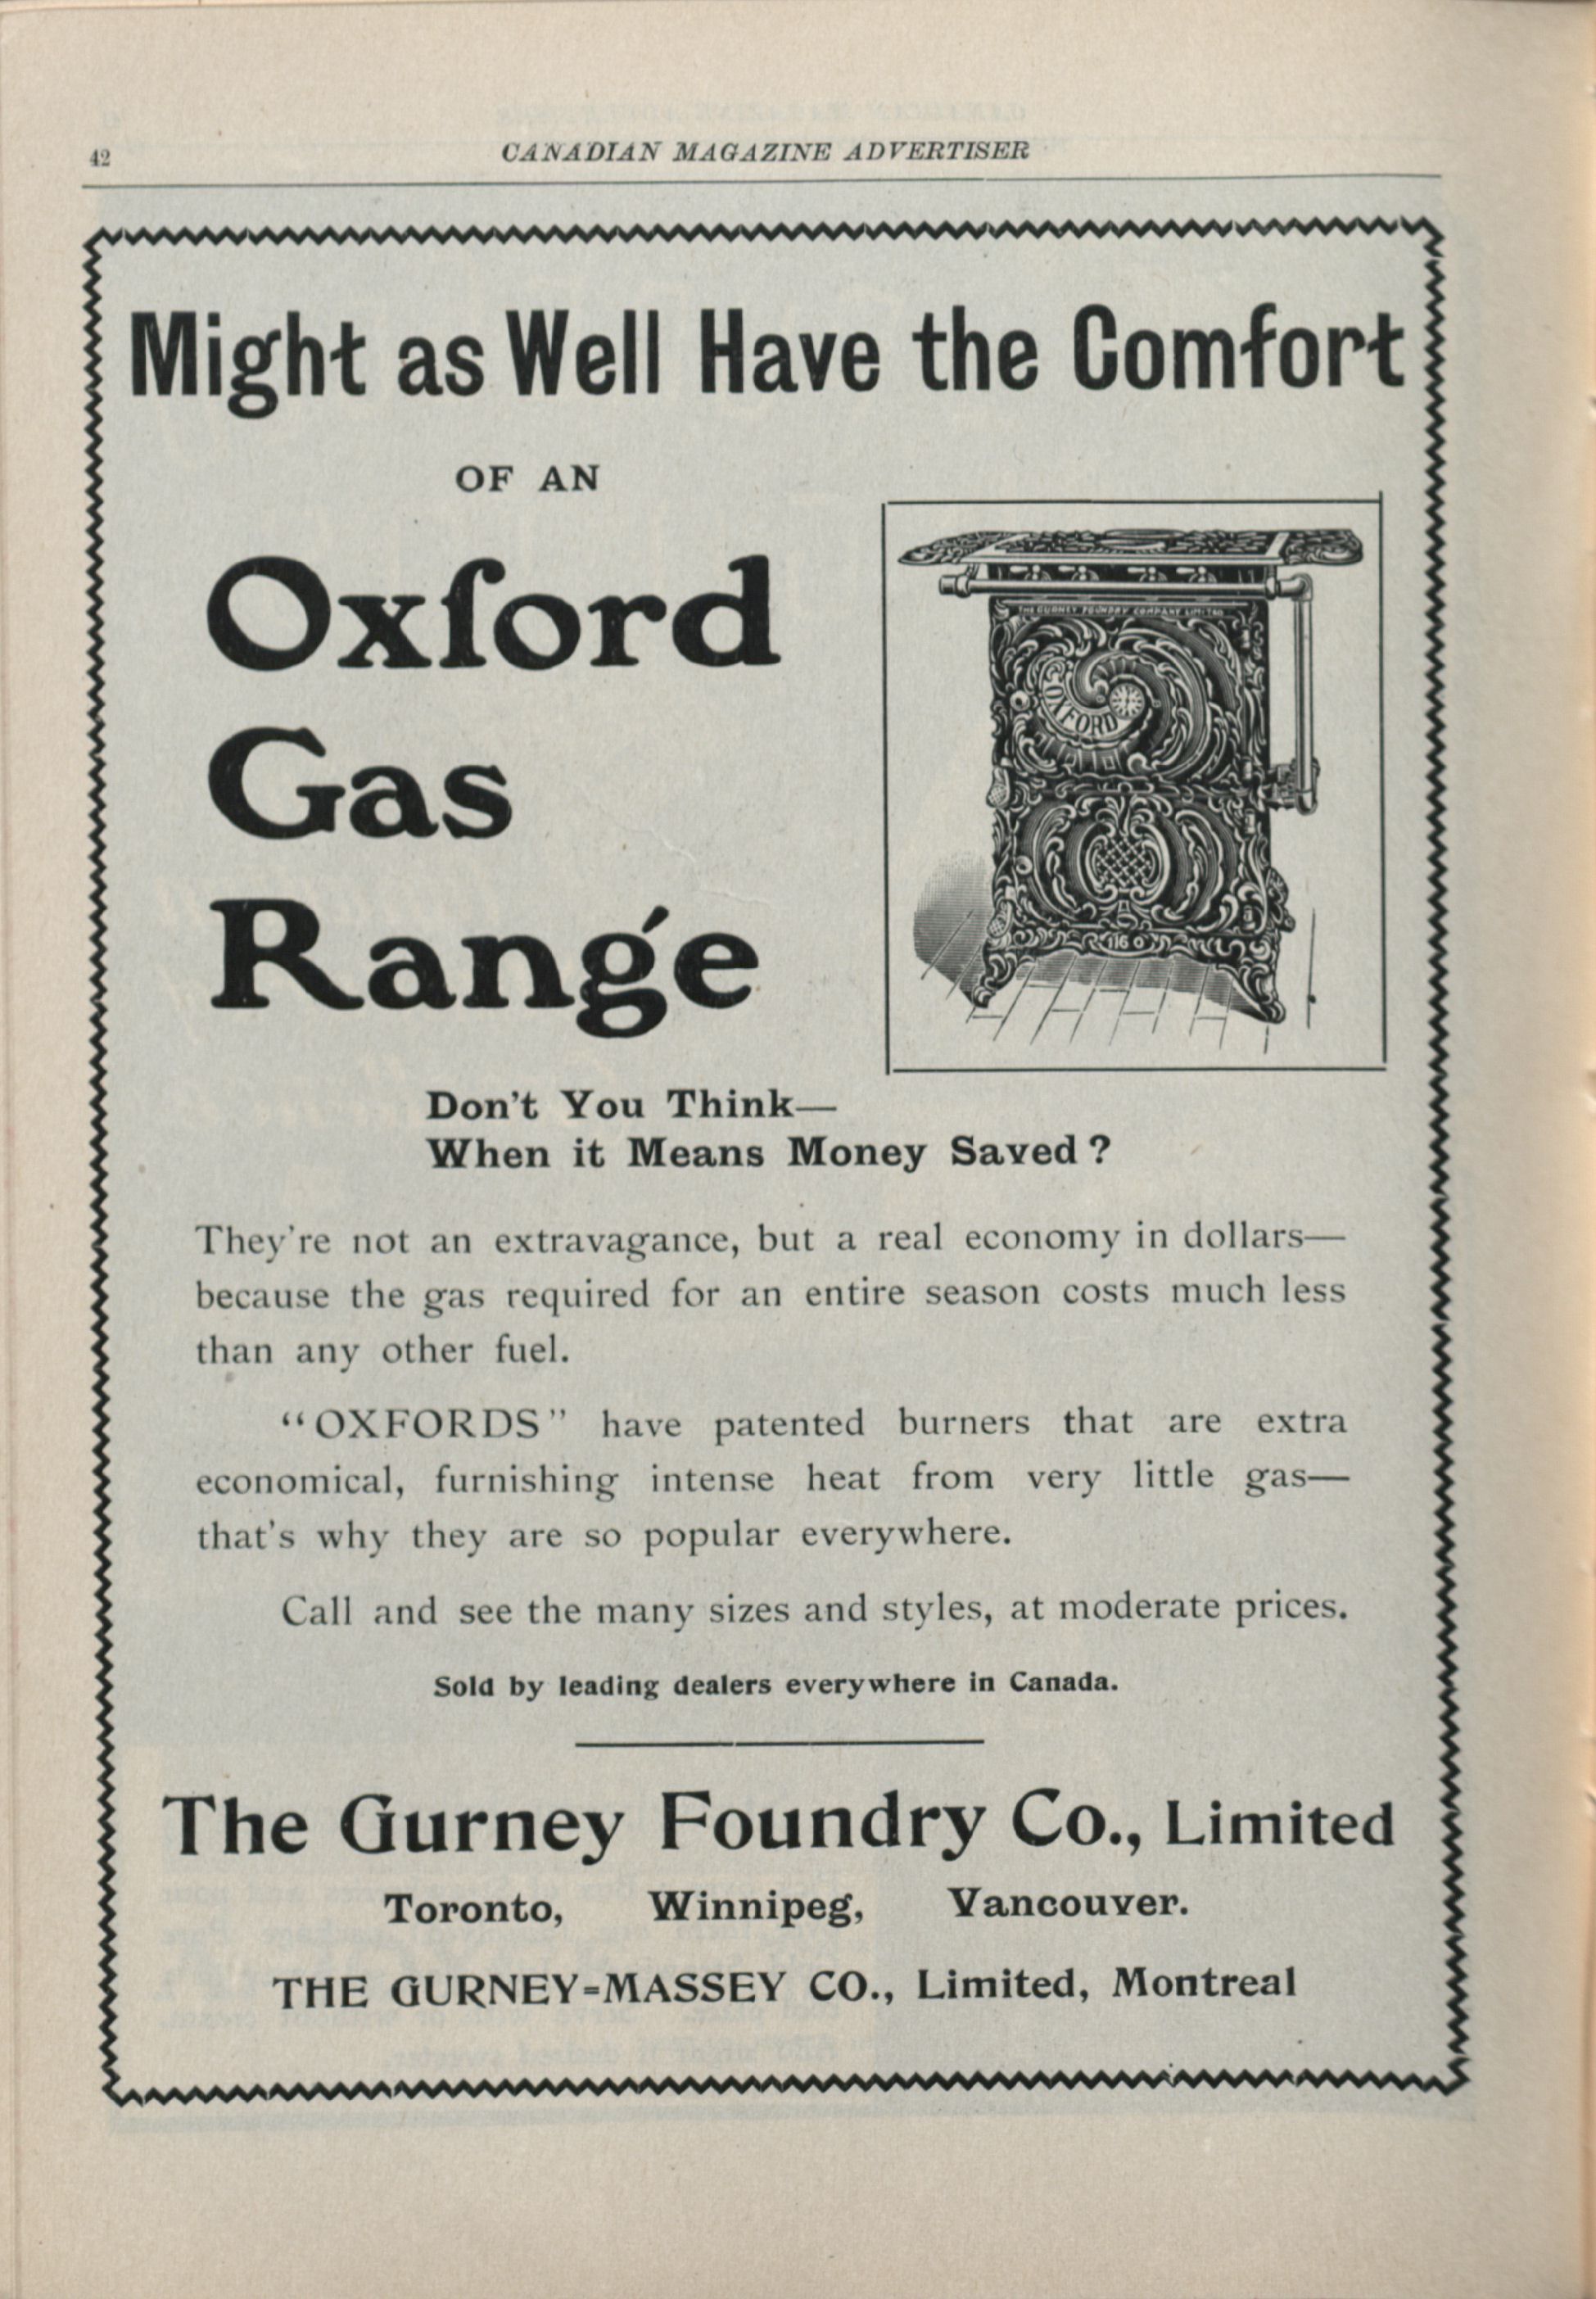 42
CANADIAN MAGAZINE ADVERTISER
Might as Well Have the Comfort
OF AN
Oxford
Gas
Range
THE GURNEY FOUNDRY COMPANY LIMITED
OXFORD
Don't You Think—
When it Means Money Saved?
They're not an extravagance, but a real economy in dollars—
because the gas required for an entire season costs much less
than any other fuel.
"OXFORDS" have patented burners that are extra
economical, furnishing intense heat from very little gas—
that's why they are so popular everywhere.
Call and see the many sizes and styles, at moderate prices.
Sold by leading dealers everywhere in Canada.
The Gurney Foundry Co., Limited
Toronto, Winnipeg, Vancouver.
THE GURNEY=MASSEY CO., Limited, Montreal